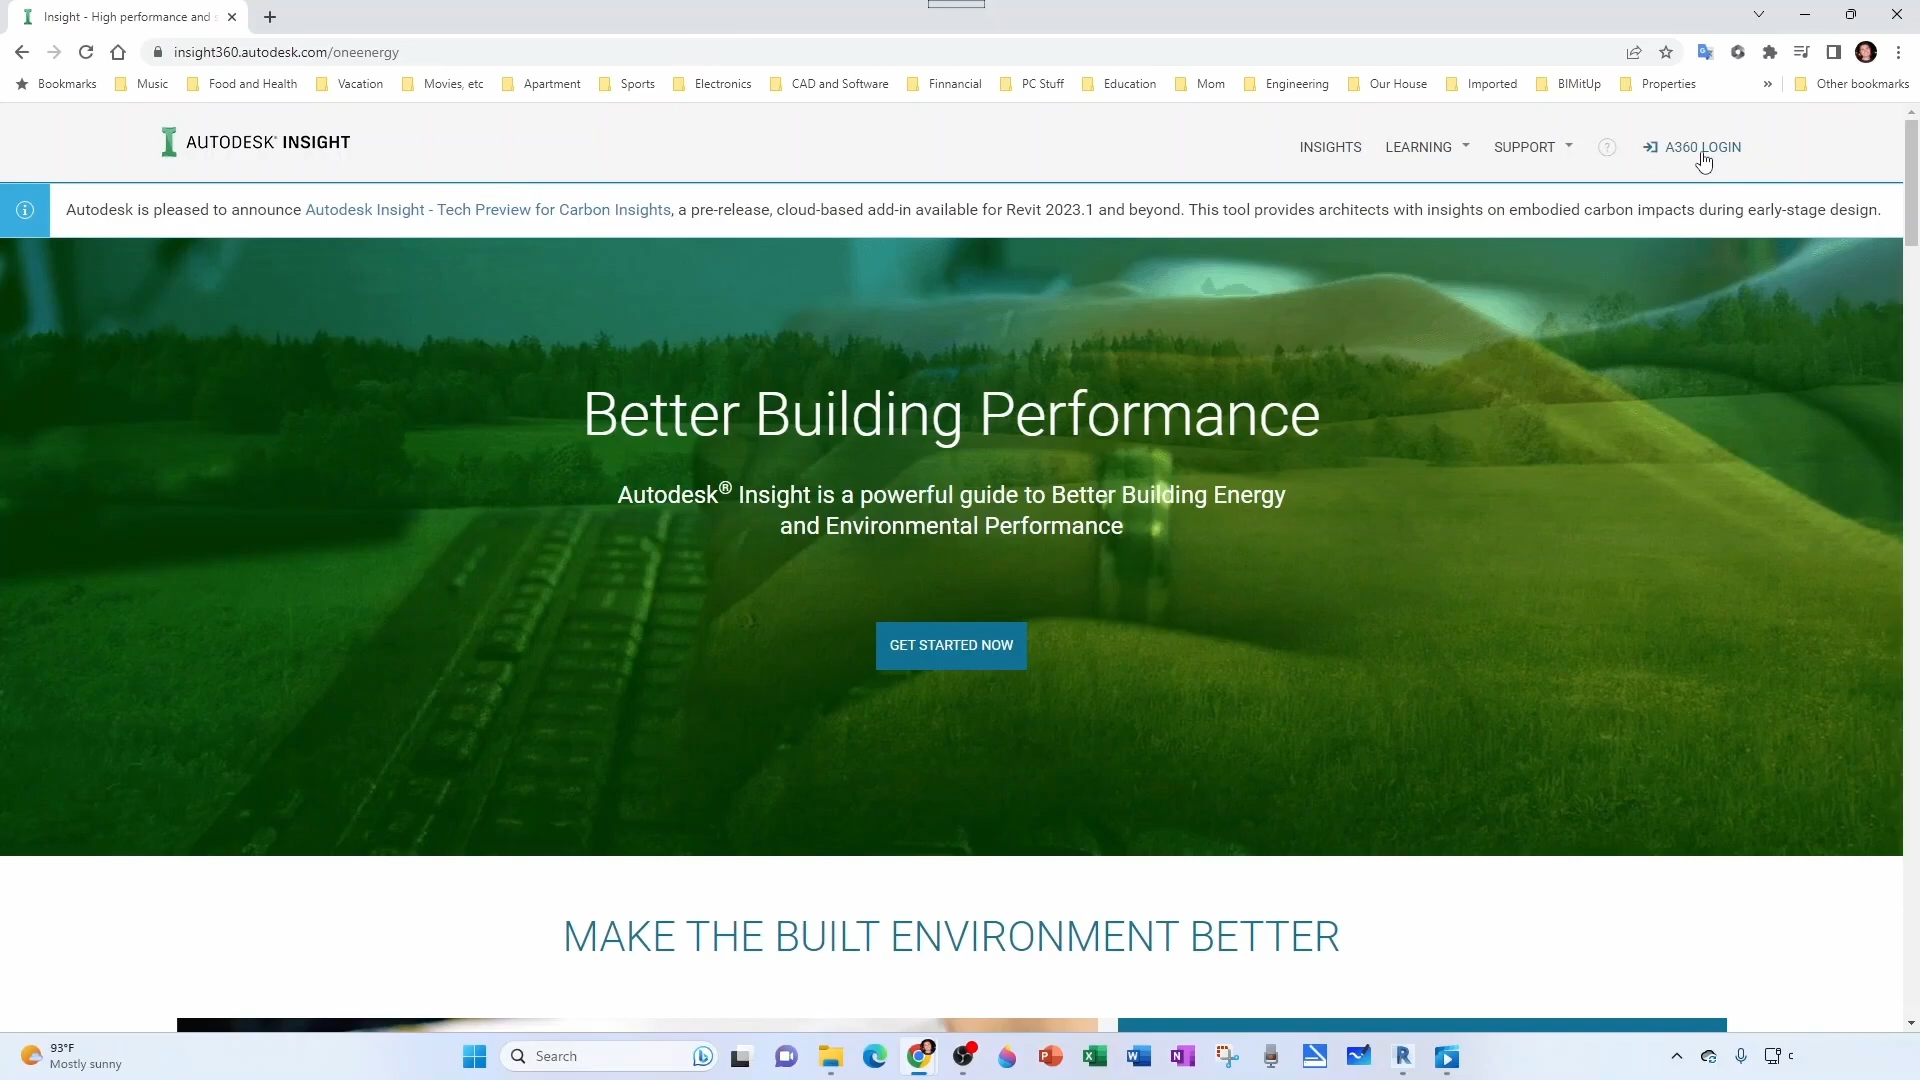 Insight - High performance and s
insight360.autodesk.com/oneenergy
Bookmarks Music Food and Health Vacation Movies, etc Apartment Sports Electronics CAD and Software Finnancial PC Stuff Education Mom Engineering Our House Imported BIMitUp Properties » Other bookmarks
AUTODESK® INSIGHT
INSIGHTS LEARNING SUPPORT ? A360 LOGIN
Autodesk is pleased to announce Autodesk Insight - Tech Preview for Carbon Insights, a pre-release, cloud-based add-in available for Revit 2023.1 and beyond. This tool provides architects with insights on embodied carbon impacts during early-stage design.
Better Building Performance
Autodesk® Insight is a powerful guide to Better Building Energy
and Environmental Performance
GET STARTED NOW
MAKE THE BUILT ENVIRONMENT BETTER
93°F
Mostly sunny
Search